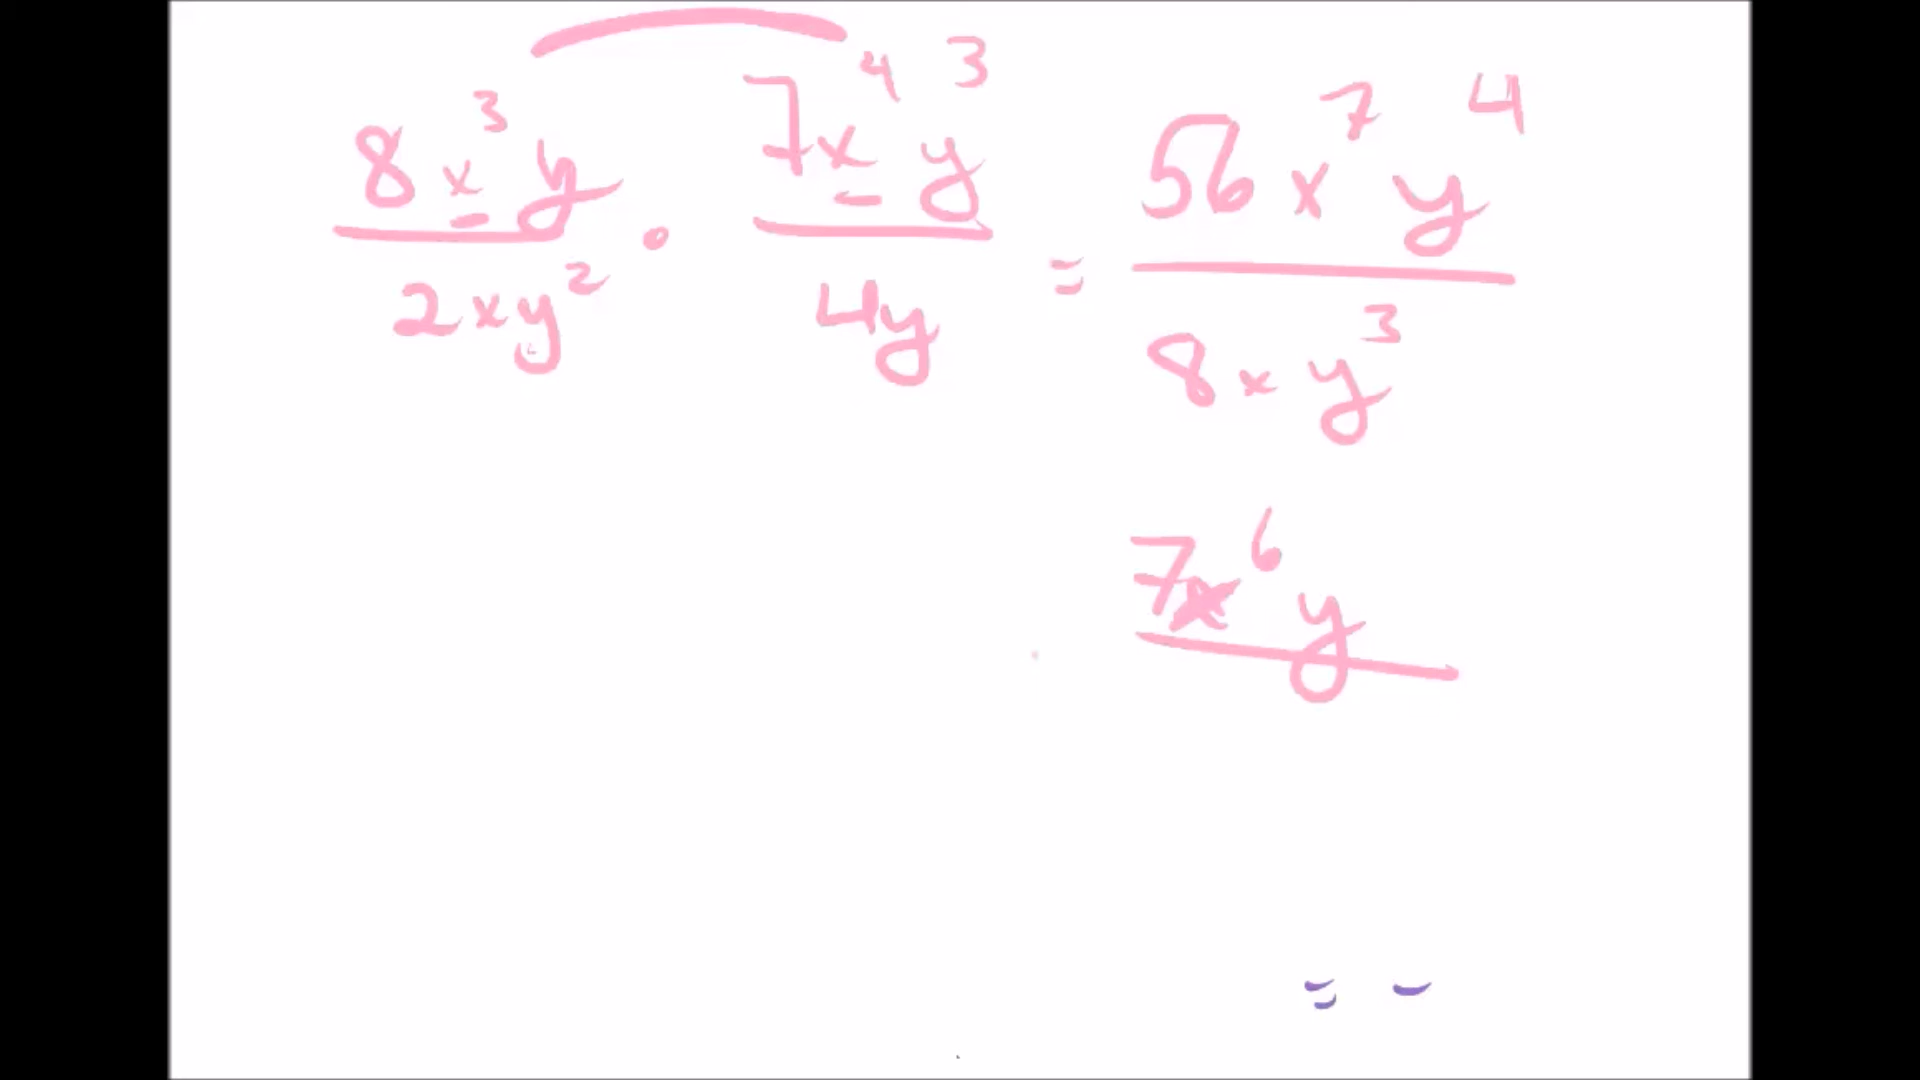 8x³y / 2xy² · 7x⁴y³ / 4y = 56x⁷y⁴ / 8xy³
7x⁶y
= -